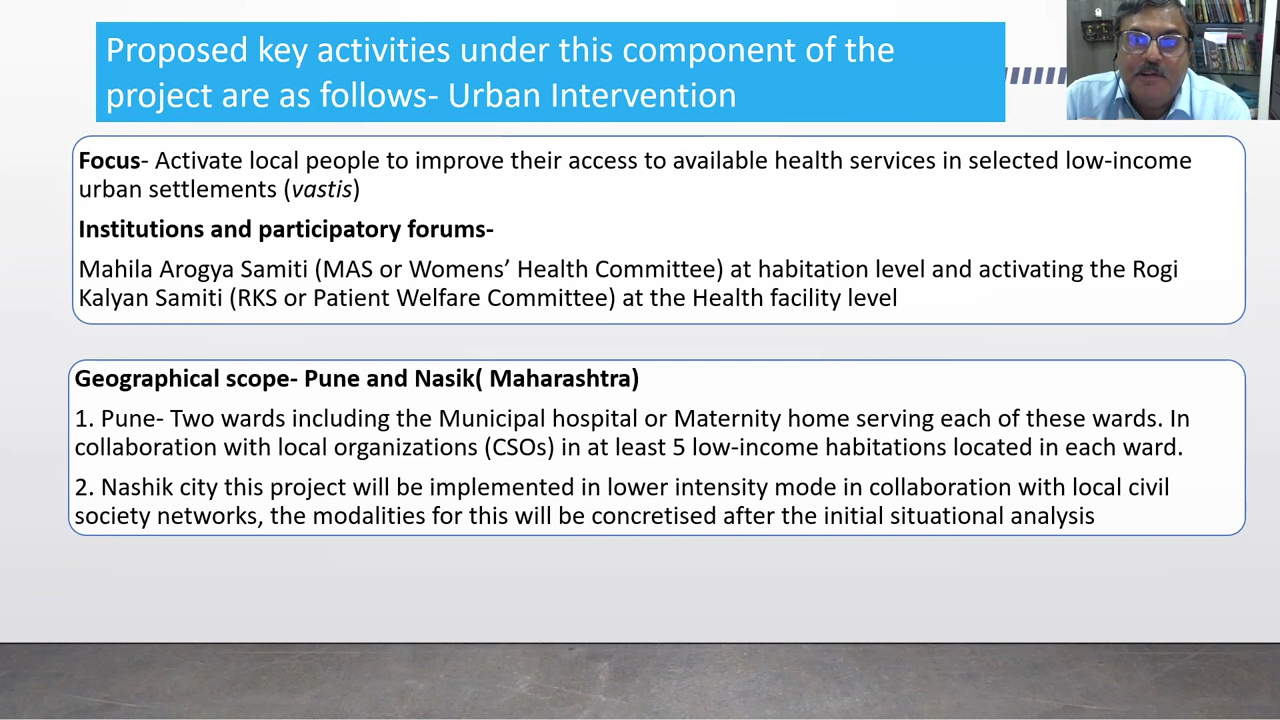 Proposed key activities under this component of the
project are as follows- Urban Intervention
Focus- Activate local people to improve their access to available health services in selected low-income
urban settlements (vastis)
Institutions and participatory forums-
Mahila Arogya Samiti (MAS or Womens’ Health Committee) at habitation level and activating the Rogi
Kalyan Samiti (RKS or Patient Welfare Committee) at the Health facility level
Geographical scope- Pune and Nasik( Maharashtra)
1. Pune- Two wards including the Municipal hospital or Maternity home serving each of these wards. In
collaboration with local organizations (CSOs) in at least 5 low-income habitations located in each ward.
2. Nashik city this project will be implemented in lower intensity mode in collaboration with local civil
society networks, the modalities for this will be concretised after the initial situational analysis